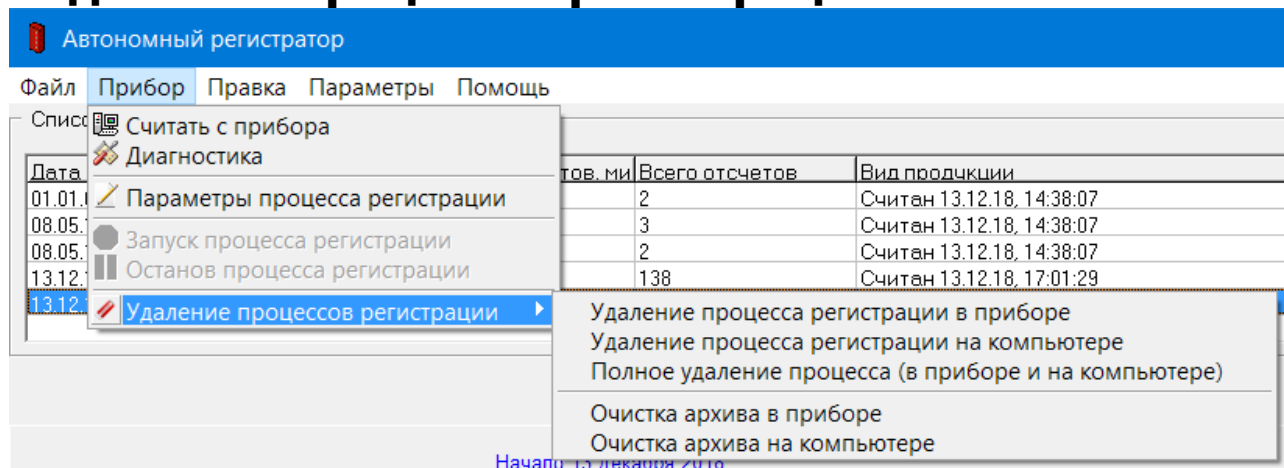 Автономный регистратор
Файл Прибор Правка Параметры Помощь
Считать с прибора
Диагностика
Дата Всего отсчетов Вид продукции
01.01. 2 Считан 13.12.18, 14:38:07
Параметры процесса регистрации
08.05. 3 Считан 13.12.18, 14:38:07
Запуск процесса регистрации
08.05. 2 Считан 13.12.18, 14:38:07
Останов процесса регистрации
13.12. 138 Считан 13.12.18, 17:01:29
13.12.
Удаление процессов регистрации
Удаление процесса регистрации в приборе
Удаление процесса регистрации на компьютере
Полное удаление процесса (в приборе и на компьютере)
Очистка архива в приборе
Очистка архива на компьютере